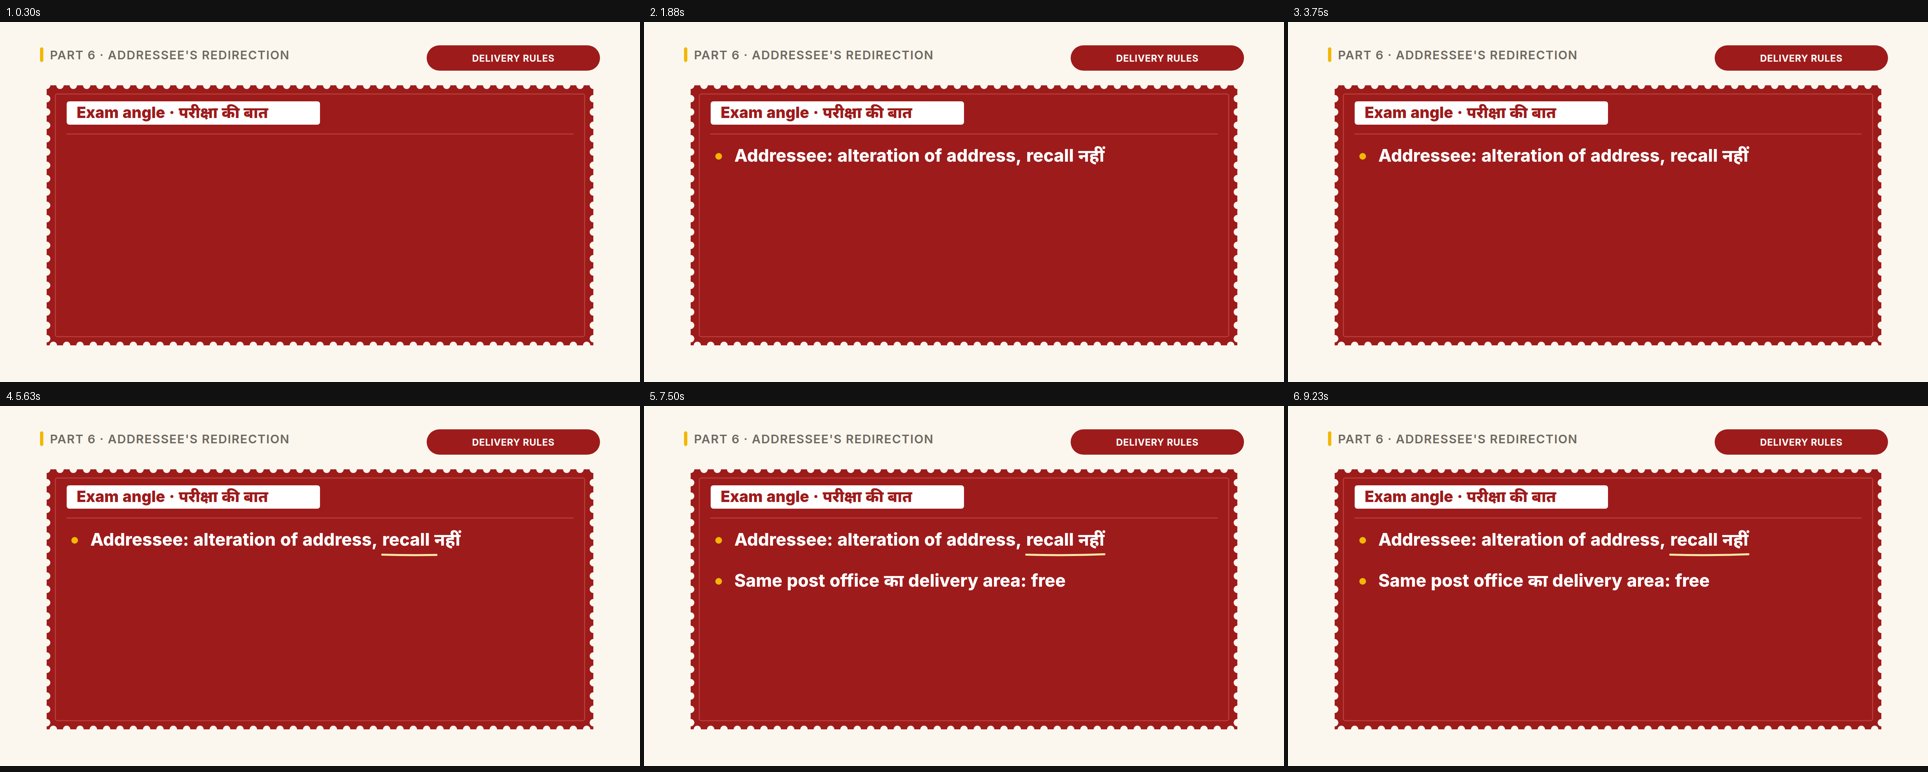 1. 0.30s
PART 6 · ADDRESSEE'S REDIRECTION
DELIVERY RULES
Exam angle · परीक्षा की बात
2. 1.88s
PART 6 · ADDRESSEE'S REDIRECTION
DELIVERY RULES
Exam angle · परीक्षा की बात
Addressee: alteration of address, recall नहीं
3. 3.75s
PART 6 · ADDRESSEE'S REDIRECTION
DELIVERY RULES
Exam angle · परीक्षा की बात
Addressee: alteration of address, recall नहीं
4. 5.63s
PART 6 · ADDRESSEE'S REDIRECTION
DELIVERY RULES
Exam angle · परीक्षा की बात
Addressee: alteration of address, recall नहीं
5. 7.50s
PART 6 · ADDRESSEE'S REDIRECTION
DELIVERY RULES
Exam angle · परीक्षा की बात
Addressee: alteration of address, recall नहीं
Same post office का delivery area: free
6. 9.23s
PART 6 · ADDRESSEE'S REDIRECTION
DELIVERY RULES
Exam angle · परीक्षा की बात
Addressee: alteration of address, recall नहीं
Same post office का delivery area: free